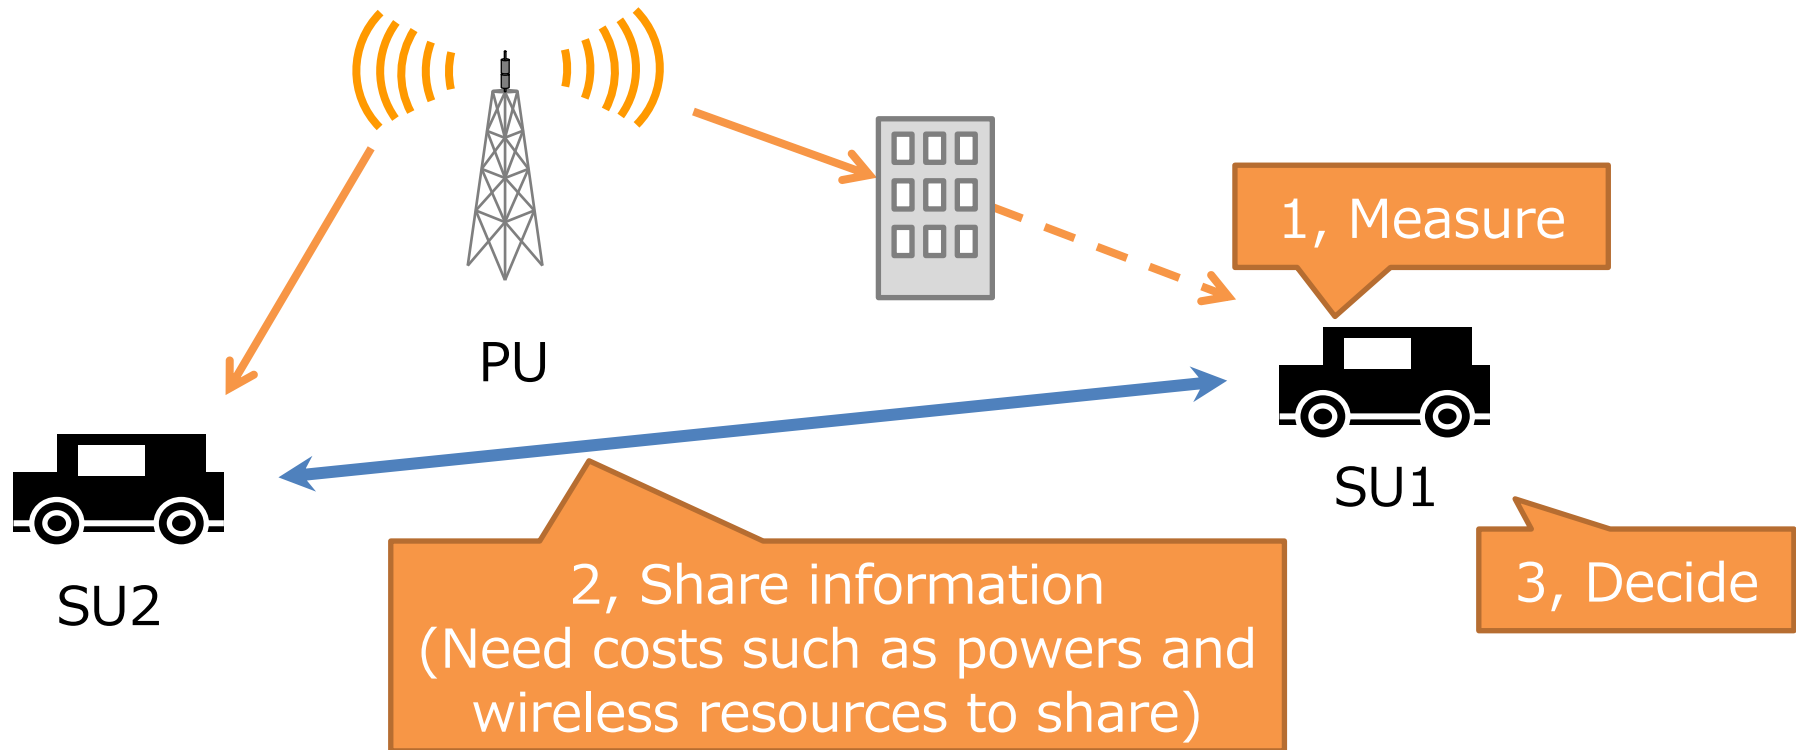 1, Measure
PU
SU1
SU2
2, Share information
(Need costs such as powers and
wireless resources to share)
3, Decide